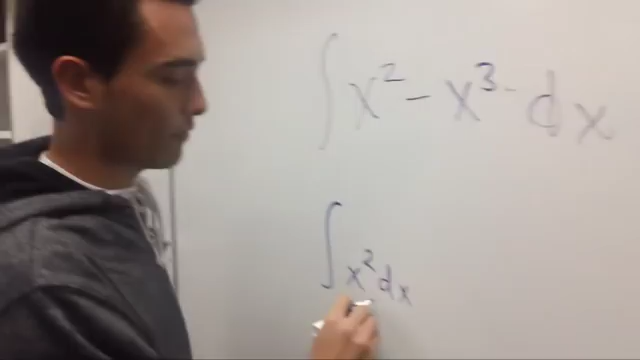 ∫ x² - x³ dx
∫ x² dx